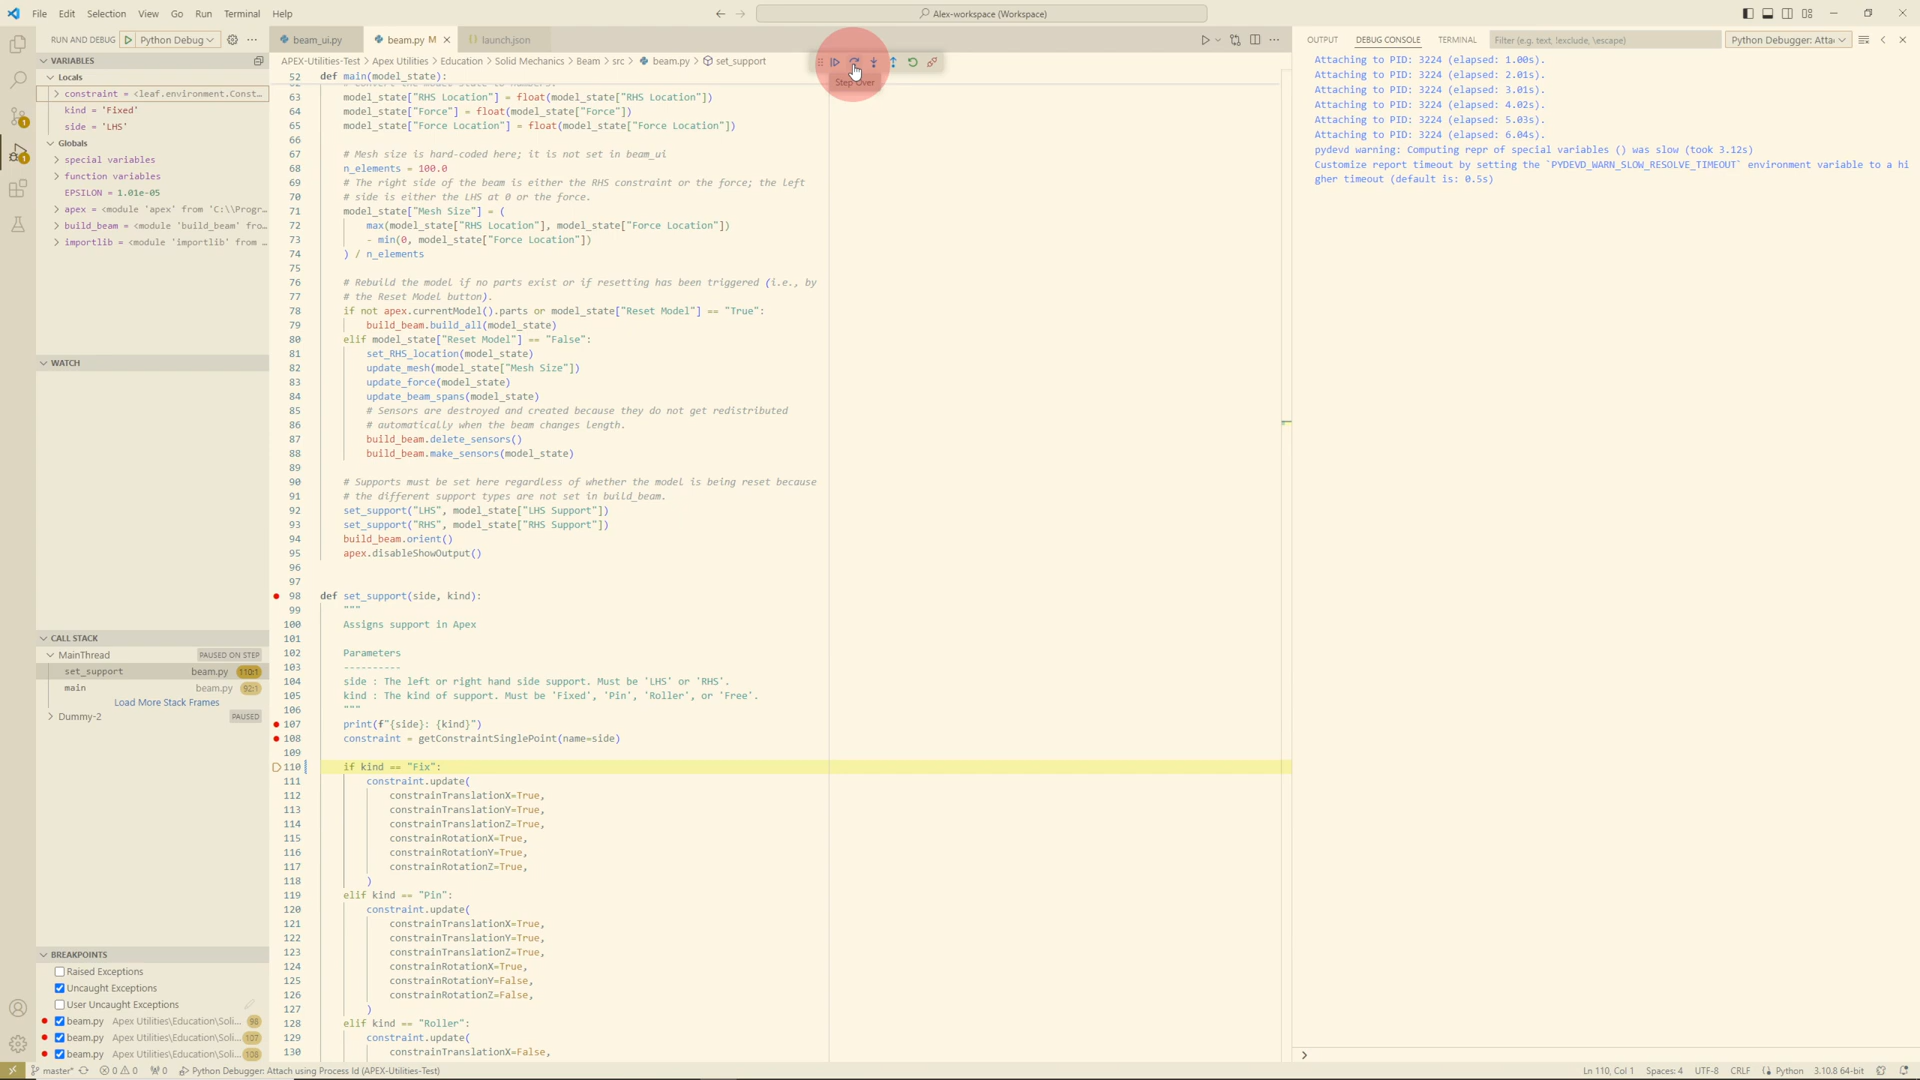 File Edit Selection View Go Run Terminal Help
Alex-workspace (Workspace)
RUN AND DEBUG Python Debug
VARIABLES
Locals
constraint = <leaf.environment.Const...
kind = 'Fixed'
side = 'LHS'
Globals
special variables
function variables
EPSILON = 1.01e-05
apex = <module 'apex' from 'C:\\Progr...
build_beam = <module 'build_beam' fro...
importlib = <module 'importlib' from ...
WATCH
CALL STACK
MainThread PAUSED ON STEP
set_support beam.py 110:1
main beam.py 92:1
Load More Stack Frames
Dummy-2 PAUSED
BREAKPOINTS
Raised Exceptions
Uncaught Exceptions
User Uncaught Exceptions
beam.py Apex Utilities\Education\Soli... 98
beam.py Apex Utilities\Education\Soli... 107
beam.py Apex Utilities\Education\Soli... 108
beam_ui.py beam.py M launch.json
APEX-Utilities-Test > Apex Utilities > Education > Solid Mechanics > Beam > src > beam.py > set_support
Step Over
52 def main(model_state):
63 model_state["RHS Location"] = float(model_state["RHS Location"])
64 model_state["Force"] = float(model_state["Force"])
65 model_state["Force Location"] = float(model_state["Force Location"])
66
67 # Mesh size is hard-coded here; it is not set in beam_ui
68 n_elements = 100.0
69 # The right side of the beam is either the RHS constraint or the force; the left
70 # side is either the LHS at 0 or the force.
71 model_state["Mesh Size"] = (
72 max(model_state["RHS Location"], model_state["Force Location"])
73 - min(0, model_state["Force Location"])
74 ) / n_elements
75
76 # Rebuild the model if no parts exist or if resetting has been triggered (i.e., by
77 # the Reset Model button).
78 if not apex.currentModel().parts or model_state["Reset Model"] == "True":
79 build_beam.build_all(model_state)
80 elif model_state["Reset Model"] == "False":
81 set_RHS_location(model_state)
82 update_mesh(model_state["Mesh Size"])
83 update_force(model_state)
84 update_beam_spans(model_state)
85 # Sensors are destroyed and created because they do not get redistributed
86 # automatically when the beam changes length.
87 build_beam.delete_sensors()
88 build_beam.make_sensors(model_state)
89
90 # Supports must be set here regardless of whether the model is being reset because
91 # the different support types are not set in build_beam.
92 set_support("LHS", model_state["LHS Support"])
93 set_support("RHS", model_state["RHS Support"])
94 build_beam.orient()
95 apex.disableShowOutput()
96
97
98 def set_support(side, kind):
99 """
100 Assigns support in Apex
101
102 Parameters
103 ----------
104 side : The left or right hand side support. Must be 'LHS' or 'RHS'.
105 kind : The kind of support. Must be 'Fixed', 'Pin', 'Roller', or 'Free'.
106 """
107 print(f"{side}: {kind}")
108 constraint = getConstraintSinglePoint(name=side)
109
110 if kind == "Fix":
111 constraint.update(
112 constrainTranslationX=True,
113 constrainTranslationY=True,
114 constrainTranslationZ=True,
115 constrainRotationX=True,
116 constrainRotationY=True,
117 constrainRotationZ=True,
118 )
119 elif kind == "Pin":
120 constraint.update(
121 constrainTranslationX=True,
122 constrainTranslationY=True,
123 constrainTranslationZ=True,
124 constrainRotationX=True,
125 constrainRotationY=False,
126 constrainRotationZ=False,
127 )
128 elif kind == "Roller":
129 constraint.update(
130 constrainTranslationX=False,
OUTPUT DEBUG CONSOLE TERMINAL Filter (e.g. text, !exclude, \escape) Python Debugger: Atta
Attaching to PID: 3224 (elapsed: 1.00s).
Attaching to PID: 3224 (elapsed: 2.01s).
Attaching to PID: 3224 (elapsed: 3.01s).
Attaching to PID: 3224 (elapsed: 4.02s).
Attaching to PID: 3224 (elapsed: 5.03s).
Attaching to PID: 3224 (elapsed: 6.04s).
pydevd warning: Computing repr of special variables () was slow (took 3.12s)
Customize report timeout by setting the `PYDEVD_WARN_SLOW_RESOLVE_TIMEOUT` environment variable to a hi
gher timeout (default is: 0.5s)
master* 0 0 0 Python Debugger: Attach using Process Id (APEX-Utilities-Test) Ln 110, Col 1 Spaces: 4 UTF-8 CRLF Python 3.10.8 64-bit